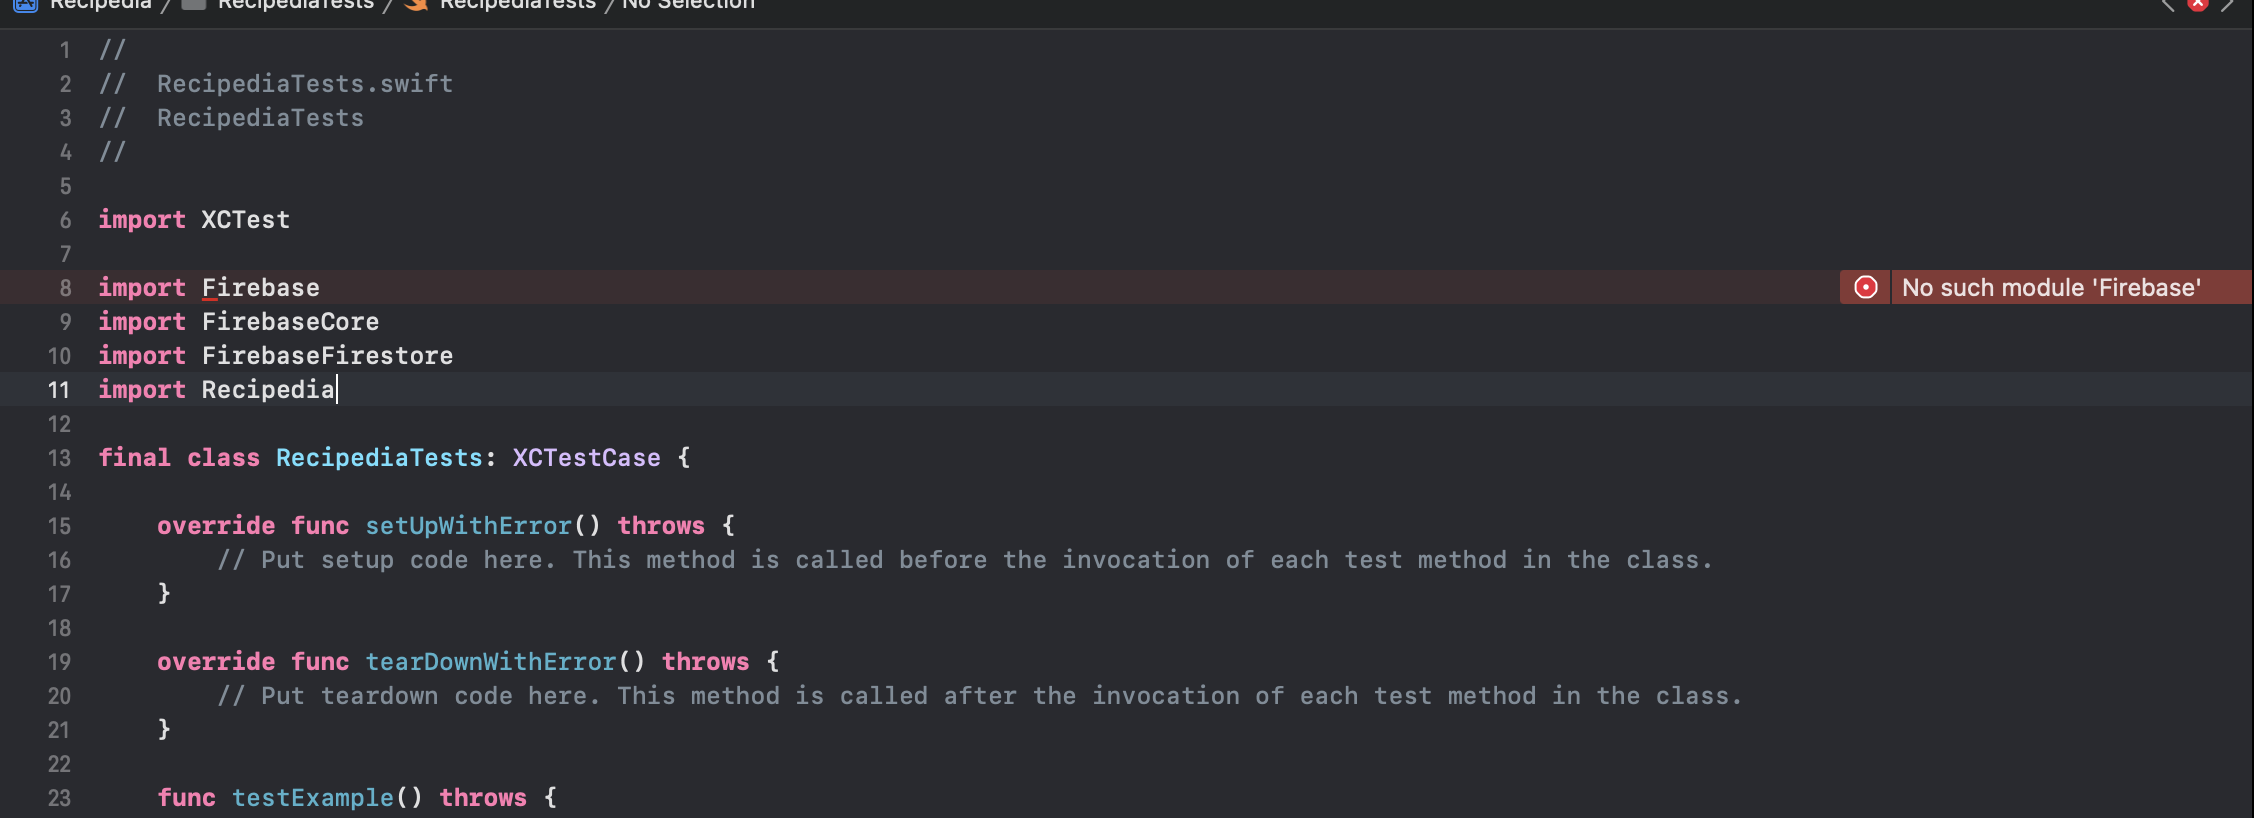 Recipedia / RecipediaTests / RecipediaTests / No Selection
1 //
2 //  RecipediaTests.swift
3 //  RecipediaTests
4 //
5
6 import XCTest
7
8 import Firebase No such module 'Firebase'
9 import FirebaseCore
10 import FirebaseFirestore
11 import Recipedia
12
13 final class RecipediaTests: XCTestCase {
14
15     override func setUpWithError() throws {
16         // Put setup code here. This method is called before the invocation of each test method in the class.
17     }
18
19     override func tearDownWithError() throws {
20         // Put teardown code here. This method is called after the invocation of each test method in the class.
21     }
22
23     func testExample() throws {